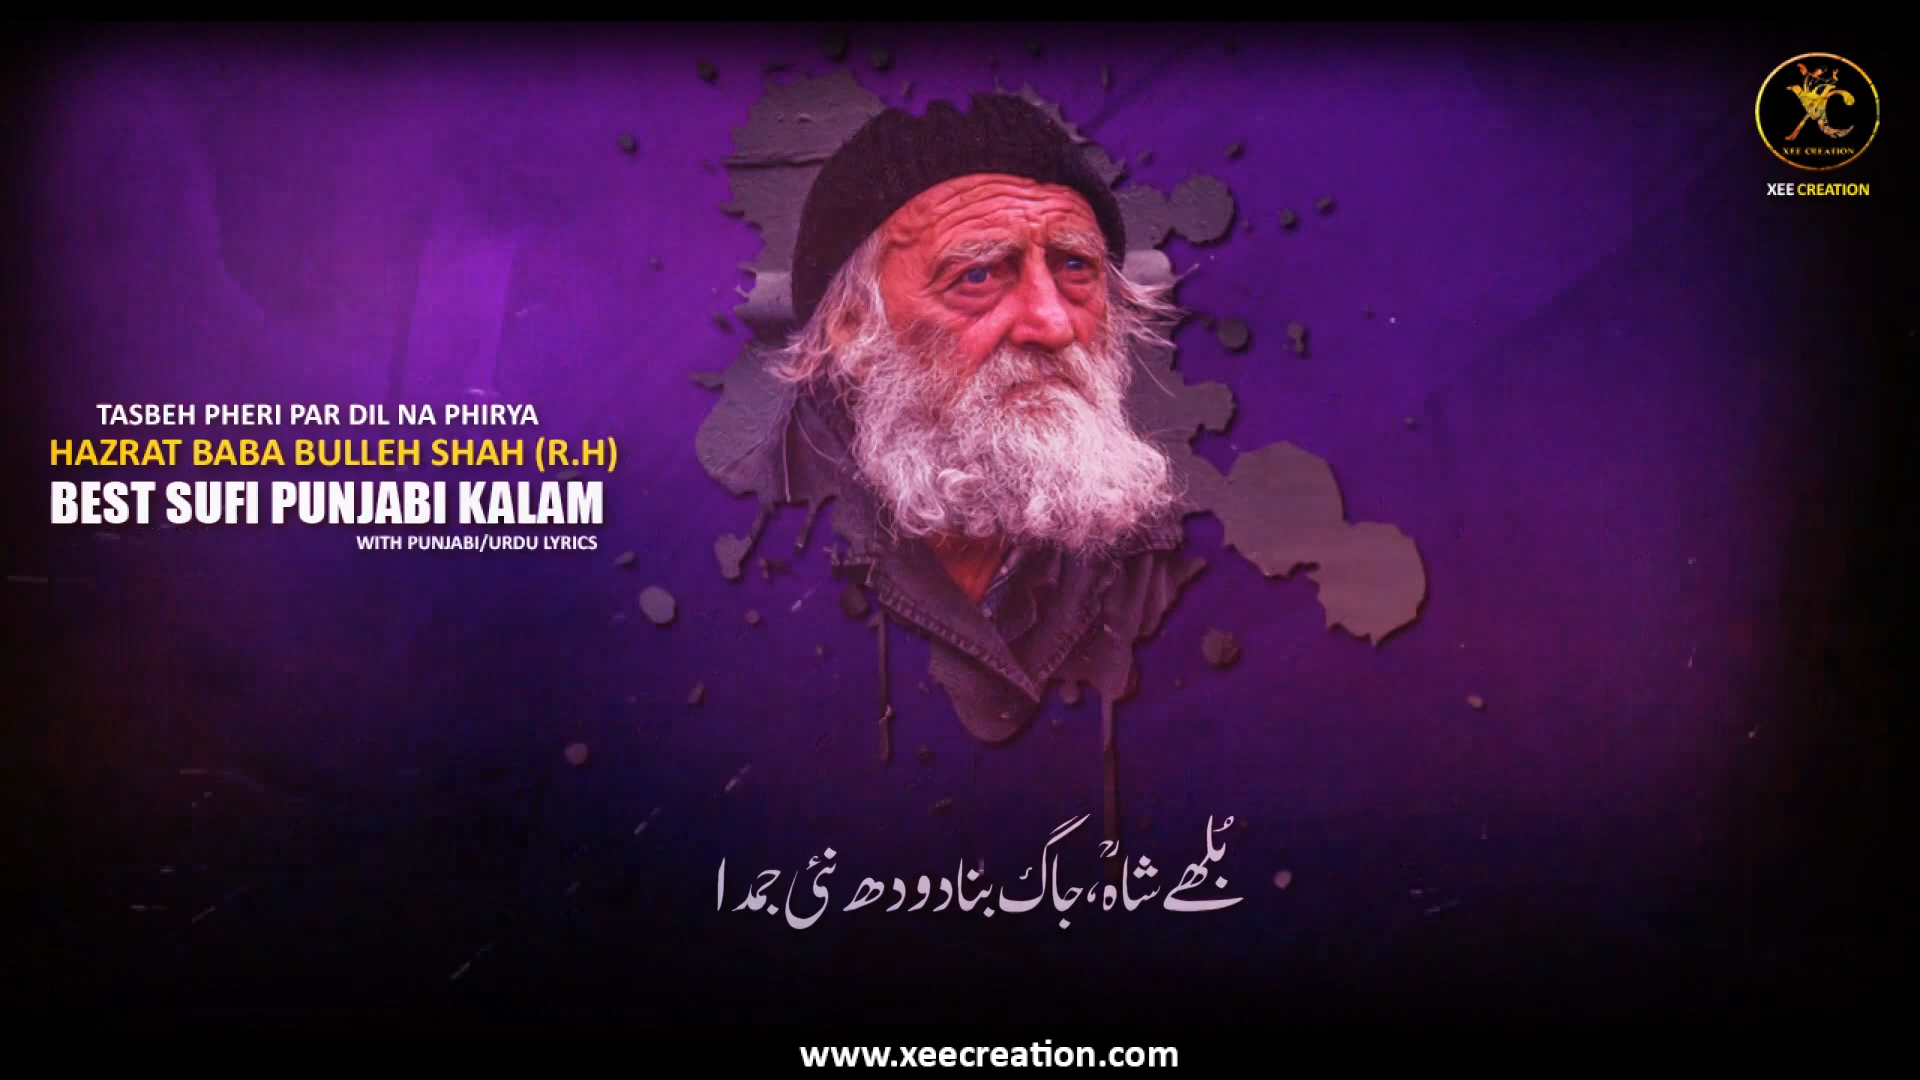 XEE CREATION
XEE CREATION
TASBEH PHERI PAR DIL NA PHIRYA
HAZRAT BABA BULLEH SHAH (R.H)
BEST SUFI PUNJABI KALAM
WITH PUNJABI/URDU LYRICS
بُلھے شاہؒ، جاگ بنا دودھ نئی جمدا
www.xeecreation.com